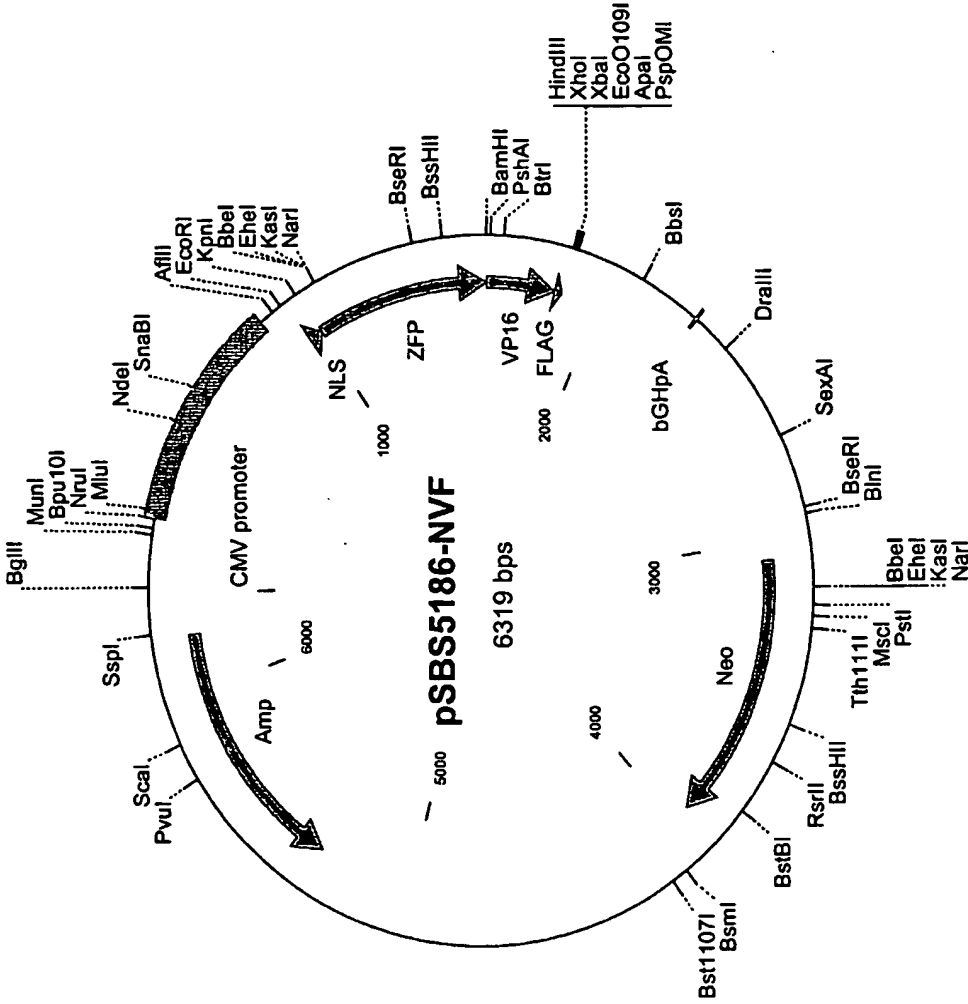 BglII
MunI
Bpu10I
NruI
MluI
NdeI
SnaBI
AflII
EcoRI
KpnI
BbeI
EheI
KasI
NarI
BseRI
BssHII
BamHI
PshAI
BtrI
HindIII
XhoI
XbaI
EcoO109I
ApaI
PspOMI
BbsI
DraIII
SexAI
BseRI
BlnI
BbeI
EheI
KasI
NarI
PstI
MscI
Tth111I
BssHII
RsrII
BstBI
BsmI
Bst1107I
PvuI
ScaI
SspI
CMV promoter
NLS
ZFP
VP16
FLAG
bGHpA
Neo
Amp
1000
2000
3000
4000
5000
6000
pSBS5186-NVF
6319 bps